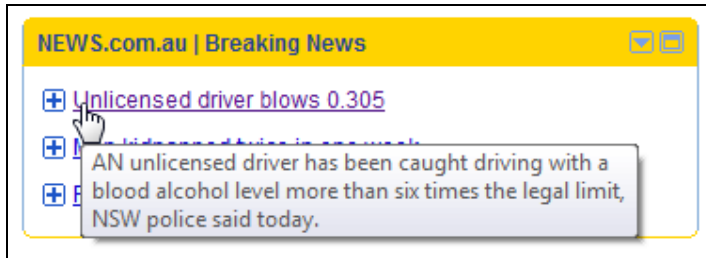 NEWS.com.au | Breaking News
Unlicensed driver blows 0.305
AN unlicensed driver has been caught driving with a
blood alcohol level more than six times the legal limit,
NSW police said today.